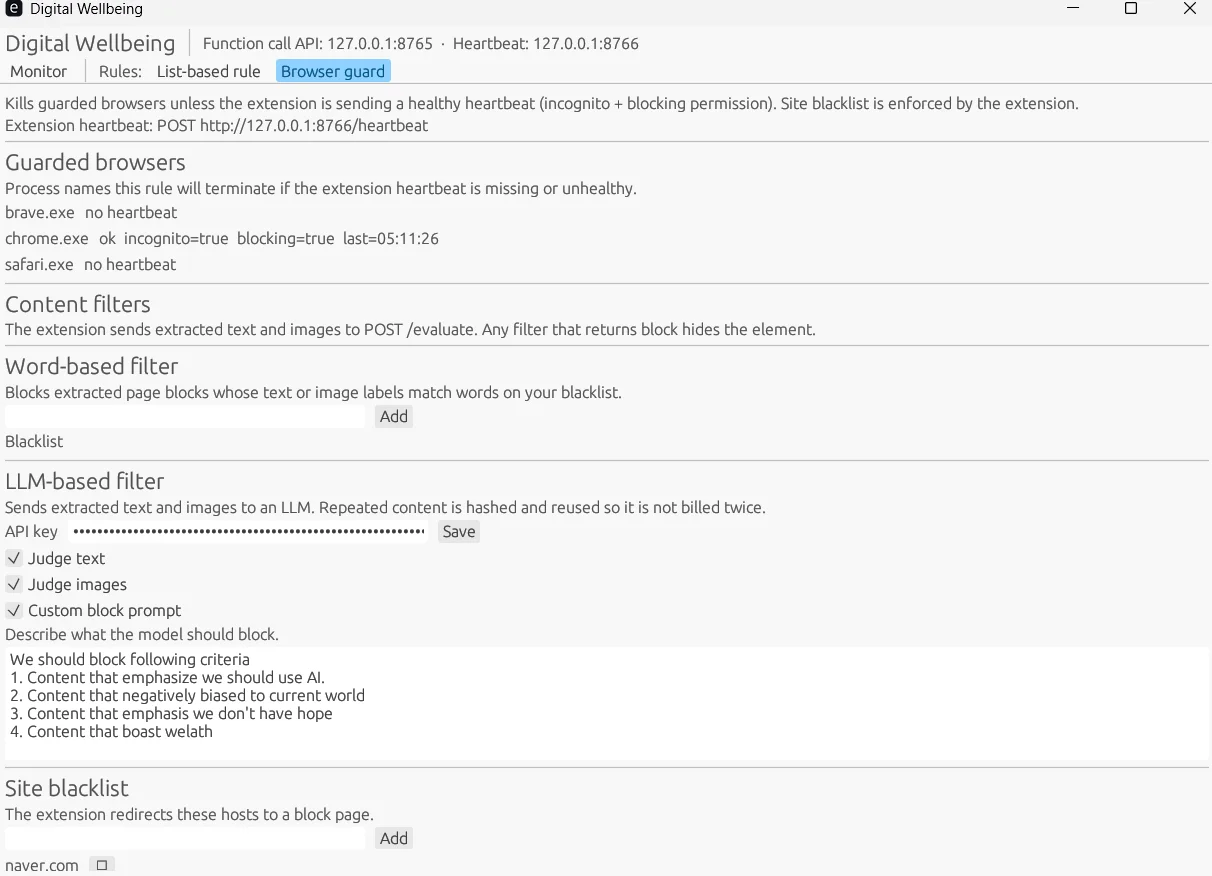 e Digital Wellbeing
Digital Wellbeing Function call API: 127.0.0.1:8765 · Heartbeat: 127.0.0.1:8766
Monitor Rules: List-based rule Browser guard
Kills guarded browsers unless the extension is sending a healthy heartbeat (incognito + blocking permission). Site blacklist is enforced by the extension.
Extension heartbeat: POST http://127.0.0.1:8766/heartbeat
Guarded browsers
Process names this rule will terminate if the extension heartbeat is missing or unhealthy.
brave.exe no heartbeat
chrome.exe ok incognito=true blocking=true last=05:11:26
safari.exe no heartbeat
Content filters
The extension sends extracted text and images to POST /evaluate. Any filter that returns block hides the element.
Word-based filter
Blocks extracted page blocks whose text or image labels match words on your blacklist.
Add
Blacklist
LLM-based filter
Sends extracted text and images to an LLM. Repeated content is hashed and reused so it is not billed twice.
API key Save
Judge text
Judge images
Custom block prompt
Describe what the model should block.
We should block following criteria
1. Content that emphasize we should use AI.
2. Content that negatively biased to current world
3. Content that emphasis we don't have hope
4. Content that boast welath
Site blacklist
The extension redirects these hosts to a block page.
Add
naver.com